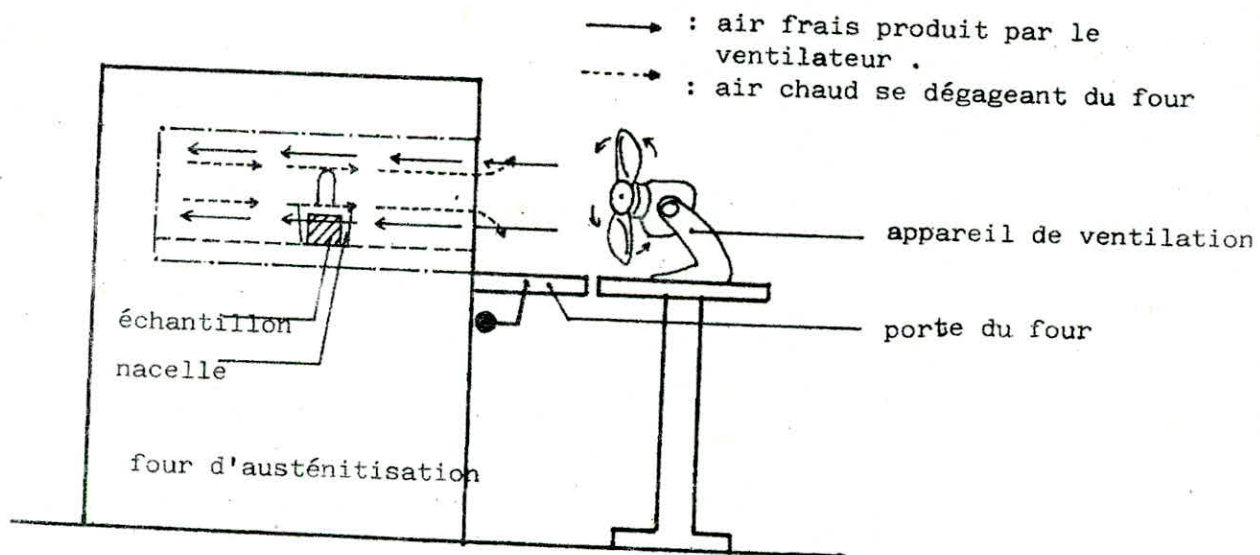 : air frais produit par le
ventilateur .
: air chaud se dégageant du four
appareil de ventilation
échantillon
porte du four
nacelle
four d'austénitisation